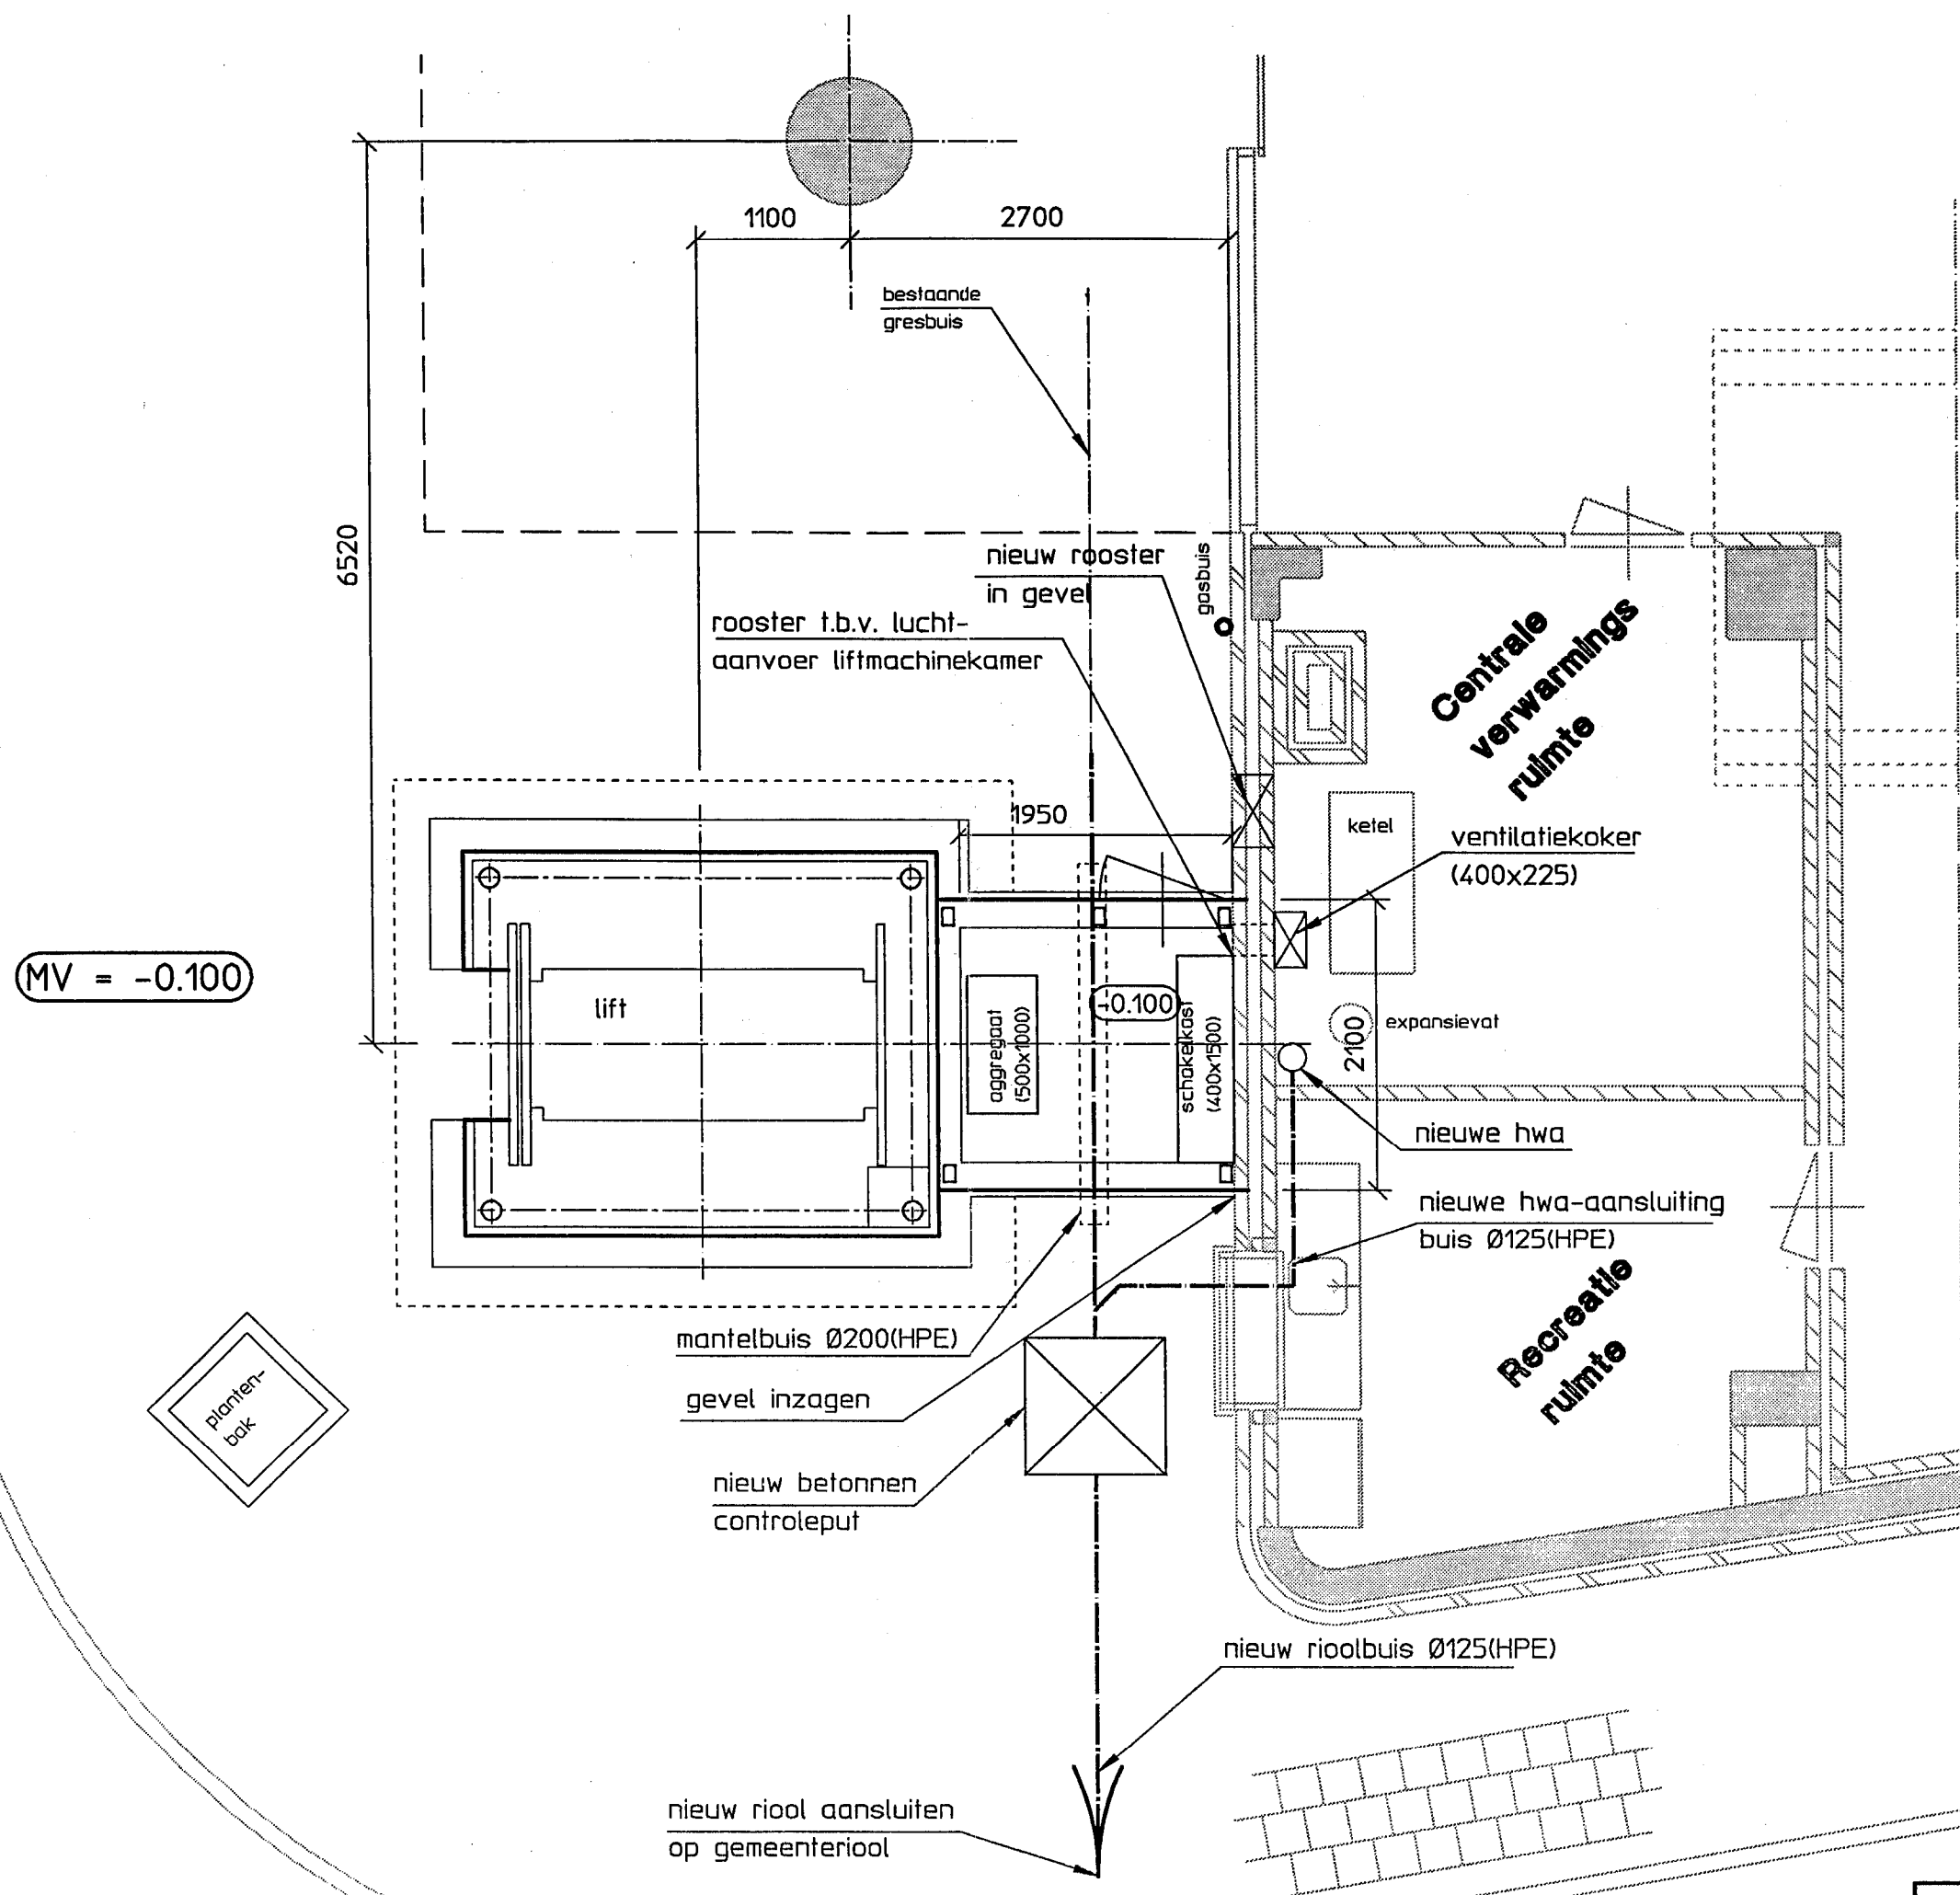 1100
2700
bestaande
gresbuis
6520
nieuw rooster
in gevel
gasbuis
rooster t.b.v. lucht-
aanvoer liftmachinekamer
Centrale
verwarmings
ruimte
1950
ketel
ventilatiekoker
(400x225)
MV = -0.100
lift
aggregaat
(500x1000)
-0.100
schakelkast
(400x1500)
2100
expansievat
nieuwe hwa
nieuwe hwa-aansluiting
buis Ø125(HPE)
Recreatie
ruimte
mantelbuis Ø200(HPE)
gevel inzagen
planten-
bak
nieuw betonnen
controleput
nieuw rioolbuis Ø125(HPE)
nieuw riool aansluiten
op gemeenteriool